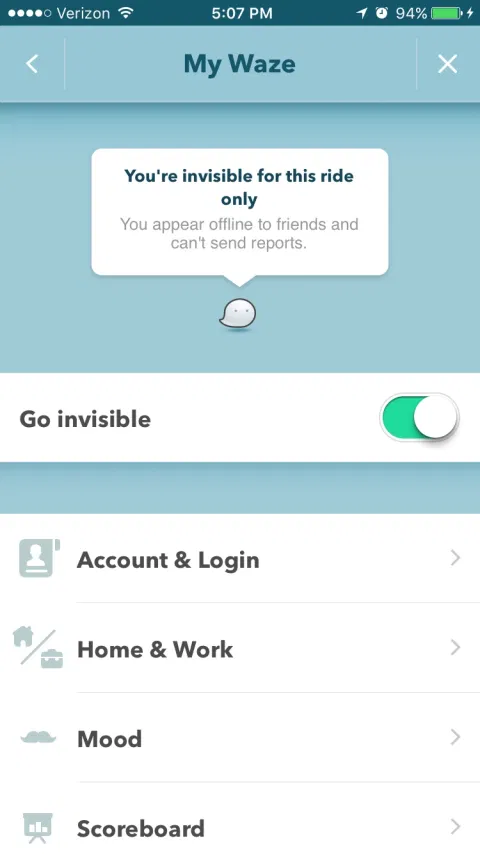 Verizon 5:07 PM 94%
My Waze
You're invisible for this ride
only
You appear offline to friends and
can't send reports.
Go invisible
Account & Login
Home & Work
Mood
Scoreboard